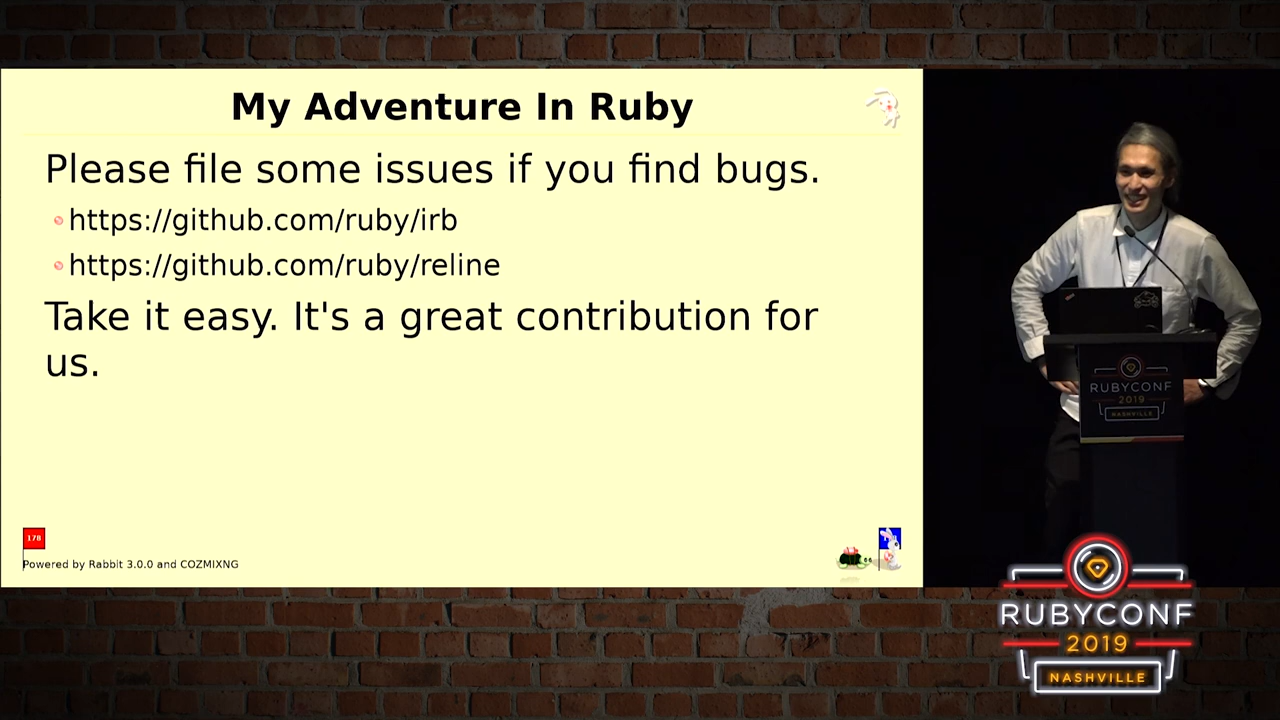 My Adventure In Ruby
Please file some issues if you find bugs.
https://github.com/ruby/irb
https://github.com/ruby/reline
Take it easy. It's a great contribution for
us.
178
Powered by Rabbit 3.0.0 and COZMIXNG
RUBYCONF
2019
NASHVILLE
RUBYCONF
2019
NASHVILLE